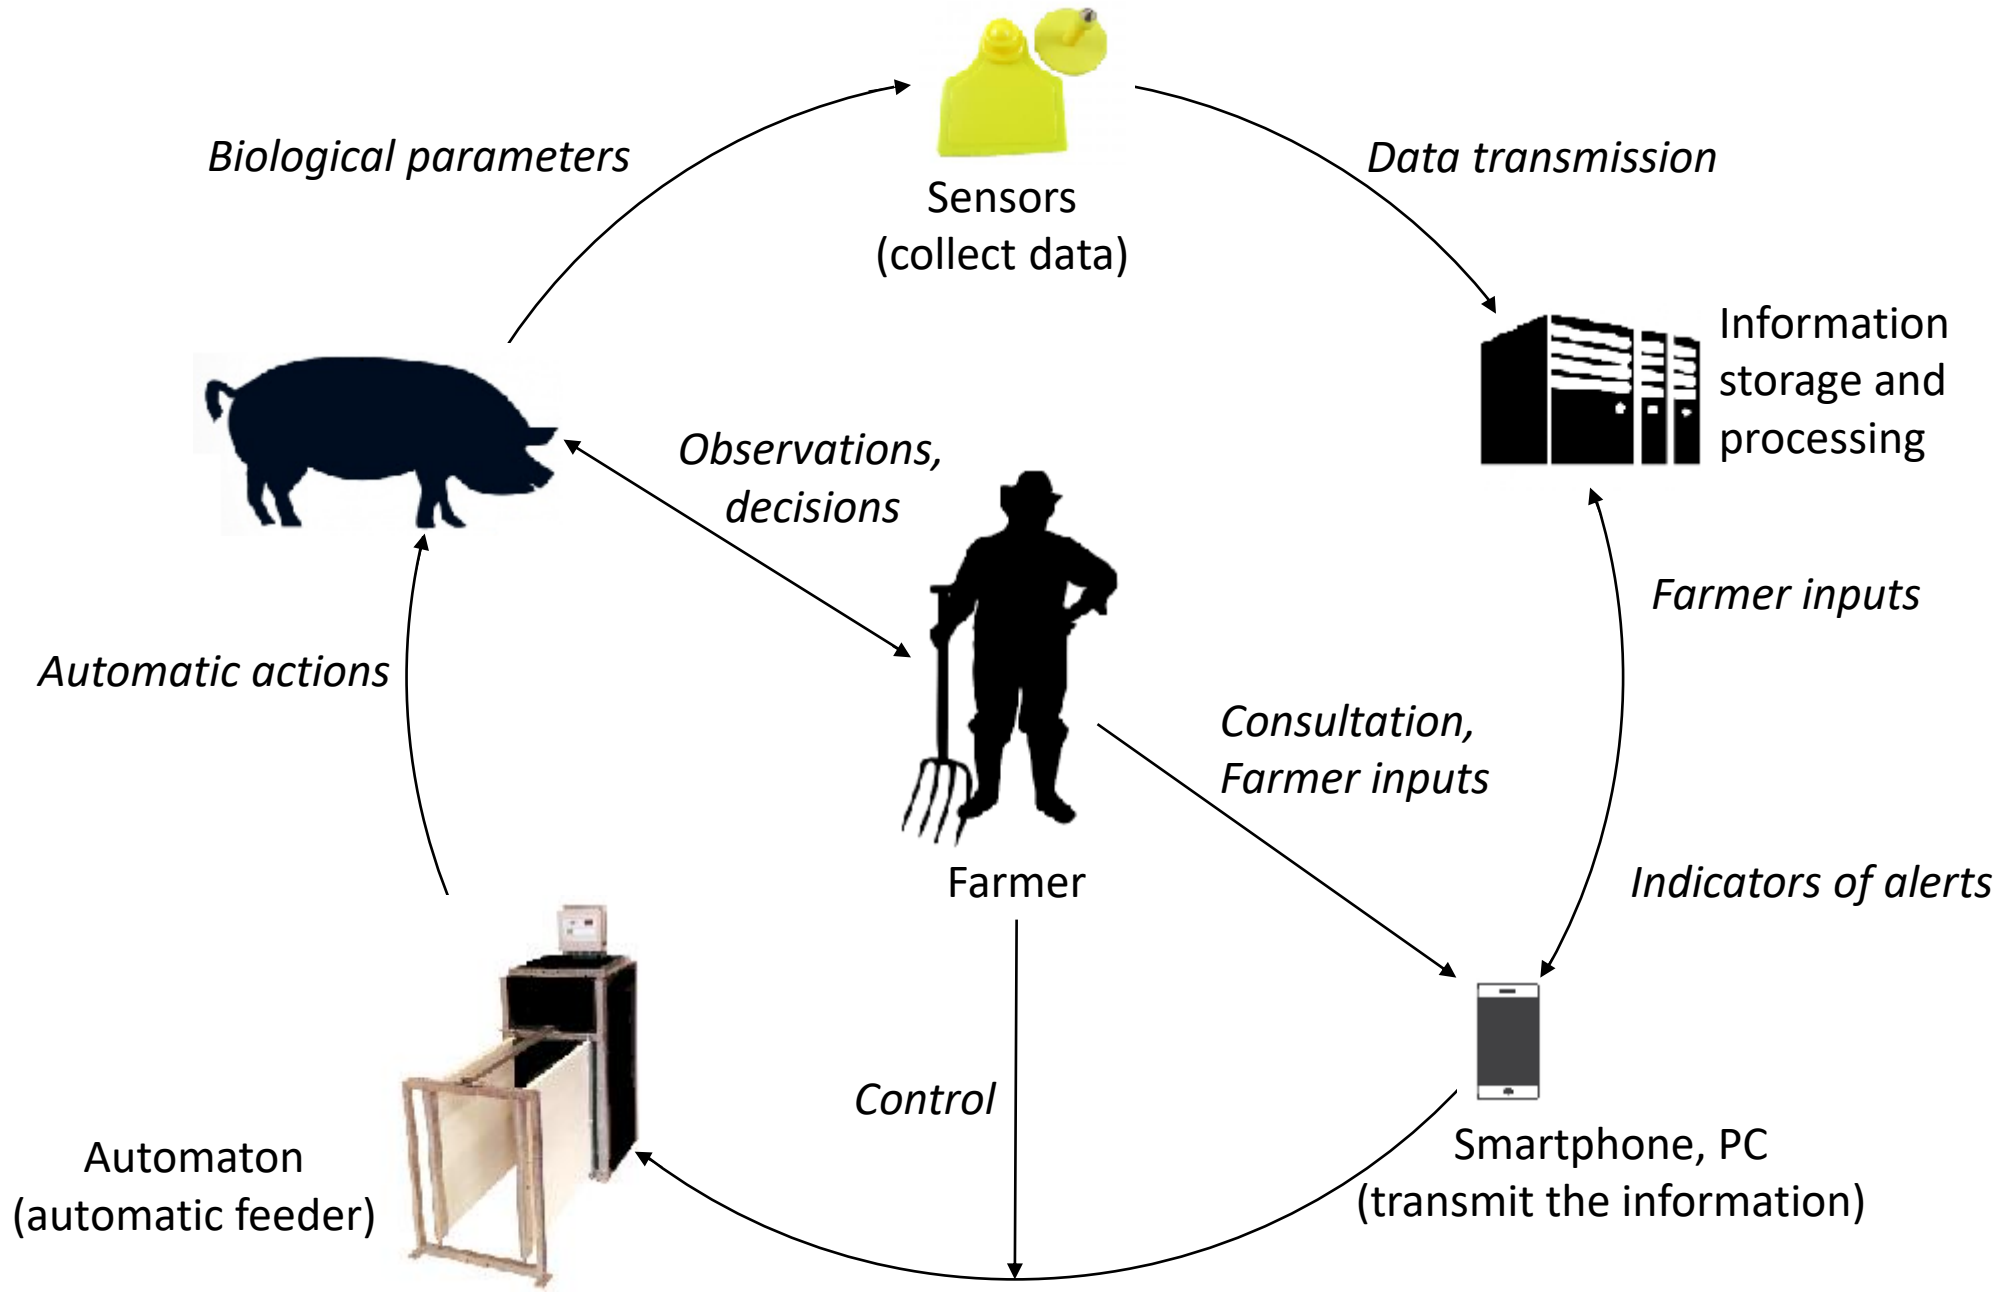 Biological parameters
Data transmission
Sensors
(collect data)
Information
storage and
processing
Observations,
decisions
Farmer inputs
Automatic actions
Consultation,
Farmer inputs
Farmer
Indicators of alerts
Control
Automaton
(automatic feeder)
Smartphone, PC
(transmit the information)